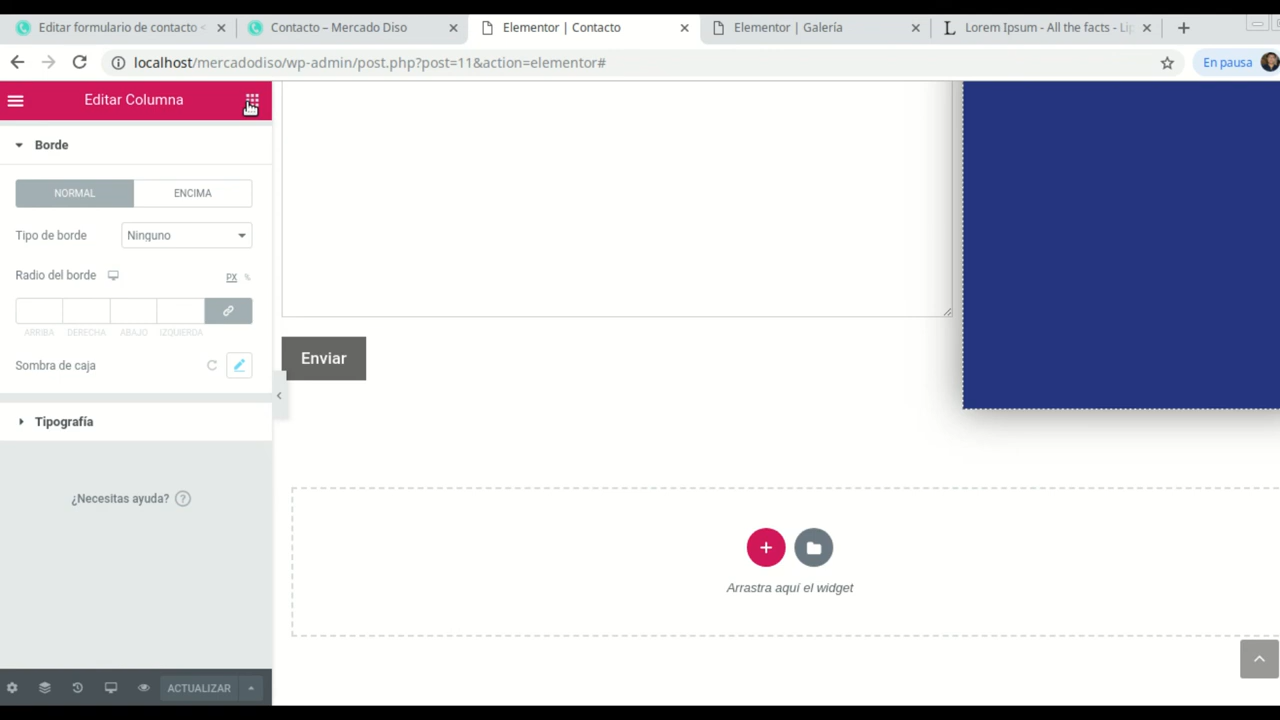 Editar formulario de contacto <
Contacto – Mercado Diso
Elementor | Contacto
Elementor | Galería
Lorem Ipsum - All the facts - Lip
localhost/mercadodiso/wp-admin/post.php?post=11&action=elementor#
En pausa
Editar Columna
Borde
NORMAL
ENCIMA
Tipo de borde
Ninguno
Radio del borde
PX %
ARRIBA DERECHA ABAJO IZQUIERDA
Sombra de caja
Tipografía
¿Necesitas ayuda?
ACTUALIZAR
Enviar
Arrastra aquí el widget